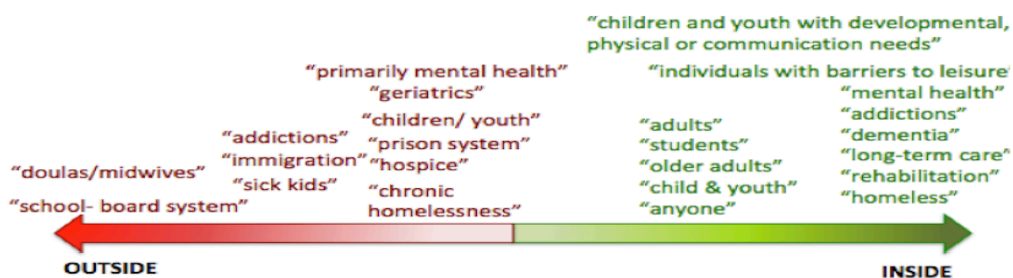 “children and youth with developmental,
physical or communication needs”
“primarily mental health”
“individuals with barriers to leisure”
“geriatrics”
“mental health”
“children/ youth”
“addictions”
“adults”
“addictions”
“prison system”
“students”
“dementia”
“immigration”
“hospice”
“older adults”
“long-term care”
“doulas/midwives”
“sick kids”
“chronic
homelessness”
“child & youth”
“rehabilitation”
“school- board system”
“anyone”
“homeless”
OUTSIDE
INSIDE